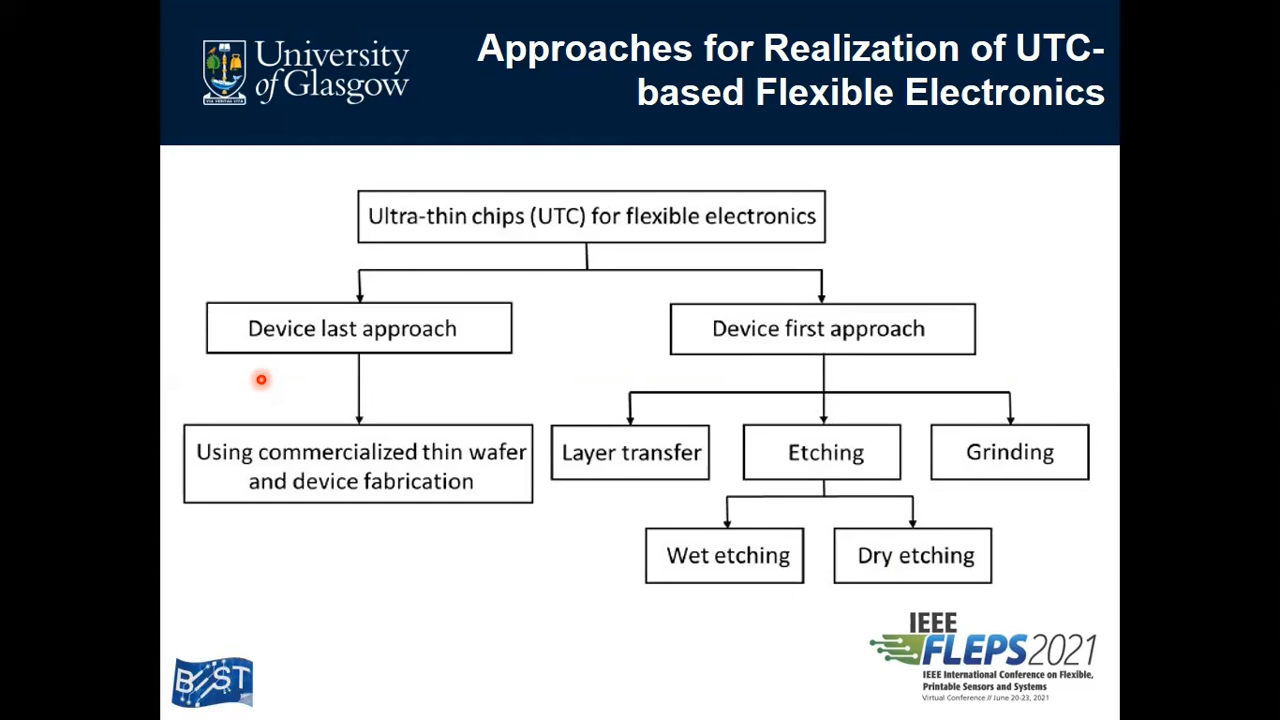 University
of Glasgow
VIA VERITAS VITA
Approaches for Realization of UTC-
based Flexible Electronics
Ultra-thin chips (UTC) for flexible electronics
Device last approach
Device first approach
Using commercialized thin wafer
and device fabrication
Layer transfer
Etching
Grinding
Wet etching
Dry etching
BEST
IEEE
FLEPS2021
IEEE International Conference on Flexible,
Printable Sensors and Systems
Virtual Conference // June 20-23, 2021